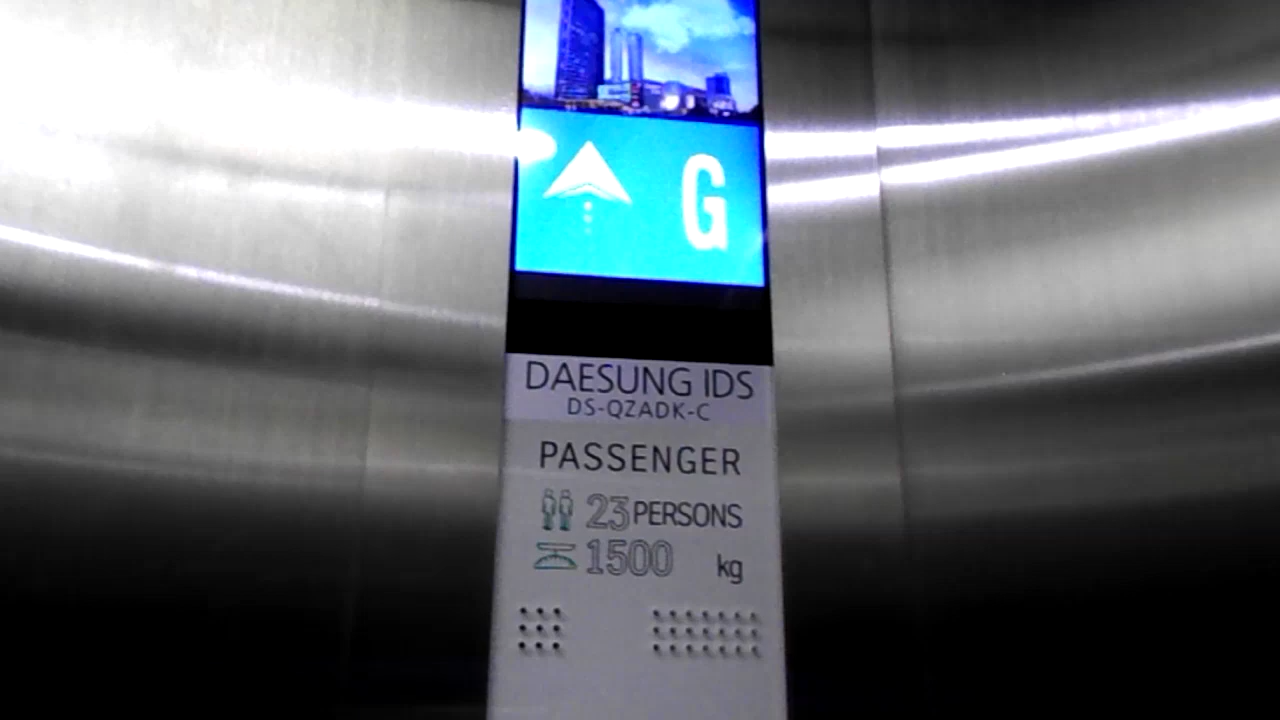 G
DAESUNG IDS
DS-QZADK-C
PASSENGER
23 PERSONS
1500 kg